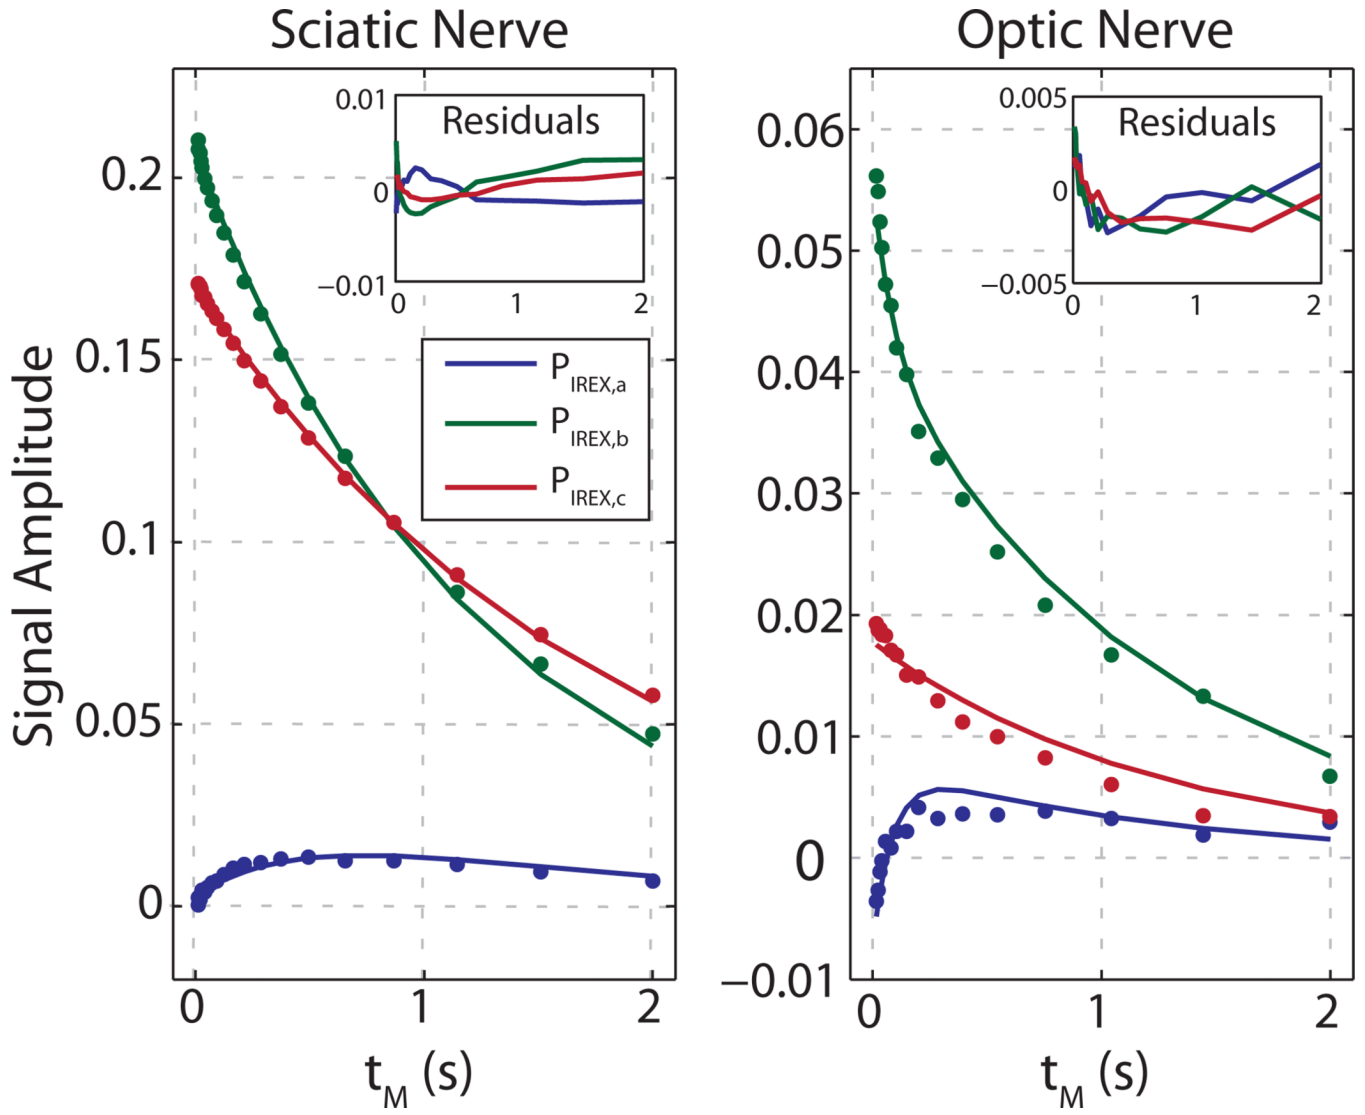 Sciatic Nerve
Optic Nerve
Signal Amplitude
0.2
0.15
0.1
0.05
0
0 1 2
t_M (s)
0.01
0
−0.01
0 1 2
Residuals
P_IREX,a
P_IREX,b
P_IREX,c
0.06
0.05
0.04
0.03
0.02
0.01
0
−0.01
0 1 2
t_M (s)
0.005
0
−0.005
0 1 2
Residuals